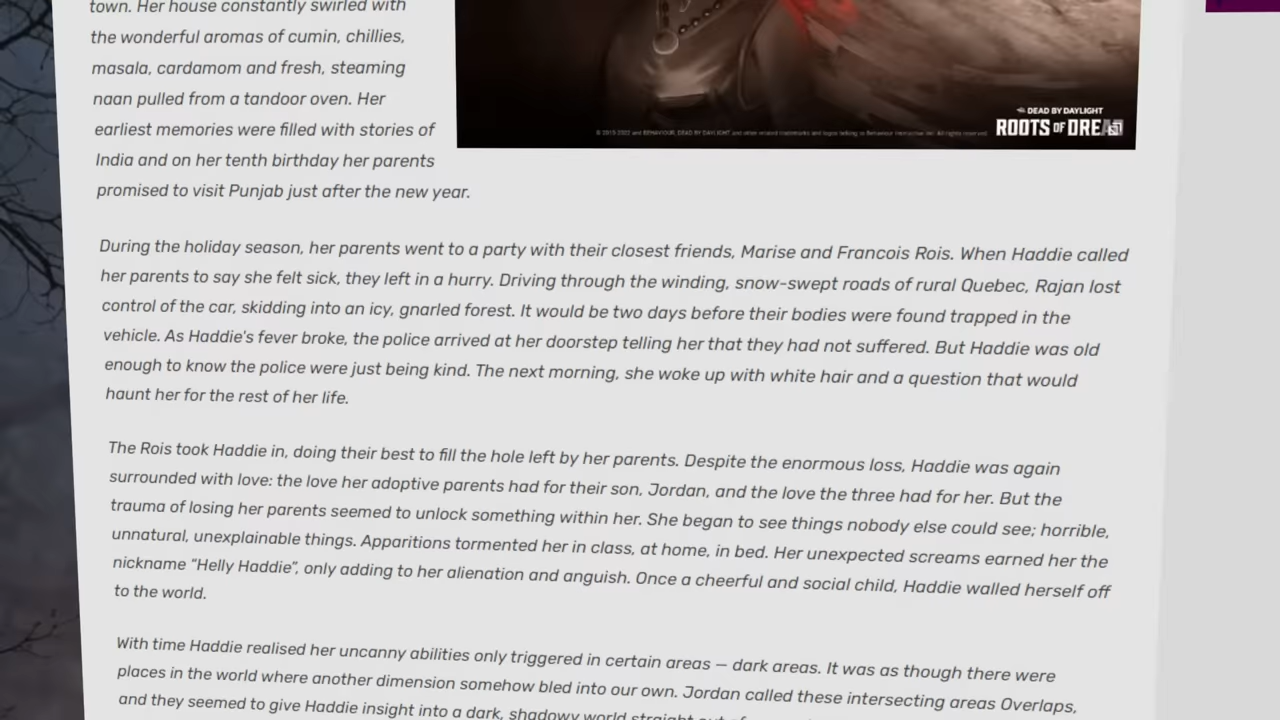 town. Her house constantly swirled with
the wonderful aromas of cumin, chillies,
masala, cardamom and fresh, steaming
naan pulled from a tandoor oven. Her
earliest memories were filled with stories of
India and on her tenth birthday her parents
promised to visit Punjab just after the new year.
DEAD BY DAYLIGHT
ROOTS OF DREAD
During the holiday season, her parents went to a party with their closest friends, Marise and Francois Rois. When Haddie called
her parents to say she felt sick, they left in a hurry. Driving through the winding, snow-swept roads of rural Quebec, Rajan lost
control of the car, skidding into an icy, gnarled forest. It would be two days before their bodies were found trapped in the
vehicle. As Haddie's fever broke, the police arrived at her doorstep telling her that they had not suffered. But Haddie was old
enough to know the police were just being kind. The next morning, she woke up with white hair and a question that would
haunt her for the rest of her life.
The Rois took Haddie in, doing their best to fill the hole left by her parents. Despite the enormous loss, Haddie was again
surrounded with love: the love her adoptive parents had for their son, Jordan, and the love the three had for her. But the
trauma of losing her parents seemed to unlock something within her. She began to see things nobody else could see; horrible,
unnatural, unexplainable things. Apparitions tormented her in class, at home, in bed. Her unexpected screams earned her the
nickname “Helly Haddie”, only adding to her alienation and anguish. Once a cheerful and social child, Haddie walled herself off
to the world.
With time Haddie realised her uncanny abilities only triggered in certain areas — dark areas. It was as though there were
places in the world where another dimension somehow bled into our own. Jordan called these intersecting areas Overlaps,
and they seemed to give Haddie insight into a dark, shadowy world straight out of